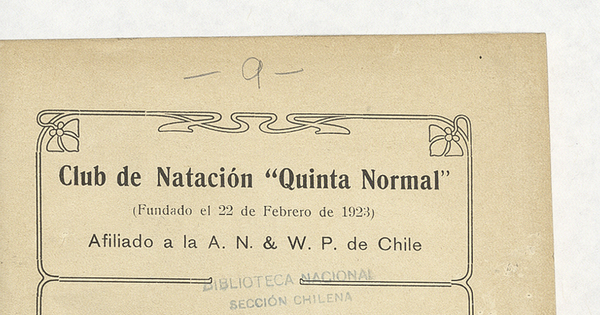 — 9 —
Club de Natación “Quinta Normal”
(Fundado el 22 de Febrero de 1923)
Afiliado a la A. N. & W. P. de Chile
BIBLIOTECA NACIONAL
SECCIÓN CHILENA